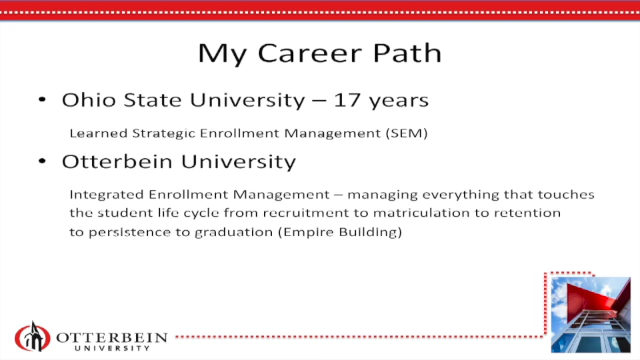 My Career Path
• Ohio State University – 17 years
Learned Strategic Enrollment Management (SEM)
• Otterbein University
Integrated Enrollment Management – managing everything that touches
the student life cycle from recruitment to matriculation to retention
to persistence to graduation (Empire Building)
OTTERBEIN
UNIVERSITY